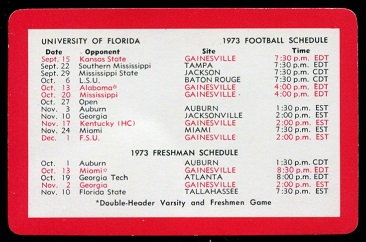 UNIVERSITY OF FLORIDA 1973 FOOTBALL SCHEDULE
Date Opponent Site Time
Sept. 15 Kansas State GAINESVILLE 7:30 p.m. EDT
Sept. 22 Southern Mississippi TAMPA 7:30 p.m. EDT
Sept. 29 Mississippi State JACKSON 7:30 p.m. CDT
Oct. 6 L.S.U. BATON ROUGE 7:30 p.m. CDT
Oct. 13 Alabama* GAINESVILLE 4:00 p.m. EDT
Oct. 20 Mississippi GAINESVILLE 4:00 p.m. EDT
Oct. 27 Open
Nov. 3 Auburn AUBURN 1:30 p.m. CST
Nov. 10 Georgia JACKSONVILLE 2:00 p.m. EST
Nov. 17 Kentucky (HC) GAINESVILLE 2:00 p.m. EST
Nov. 24 Miami MIAMI 7:30 p.m. EST
Dec. 1 F.S.U. GAINESVILLE 2:00 p.m. EST
1973 FRESHMAN SCHEDULE
Oct. 1 Auburn AUBURN 1:30 p.m. CDT
Oct. 13 Miami* GAINESVILLE 8:30 p.m. EDT
Oct. 19 Georgia Tech ATLANTA 8:00 p.m. EDT
Nov. 2 Georgia GAINESVILLE 2:00 p.m. EST
Nov. 10 Florida State TALLAHASSEE 7:30 p.m. EST
*Double-Header Varsity and Freshmen Game